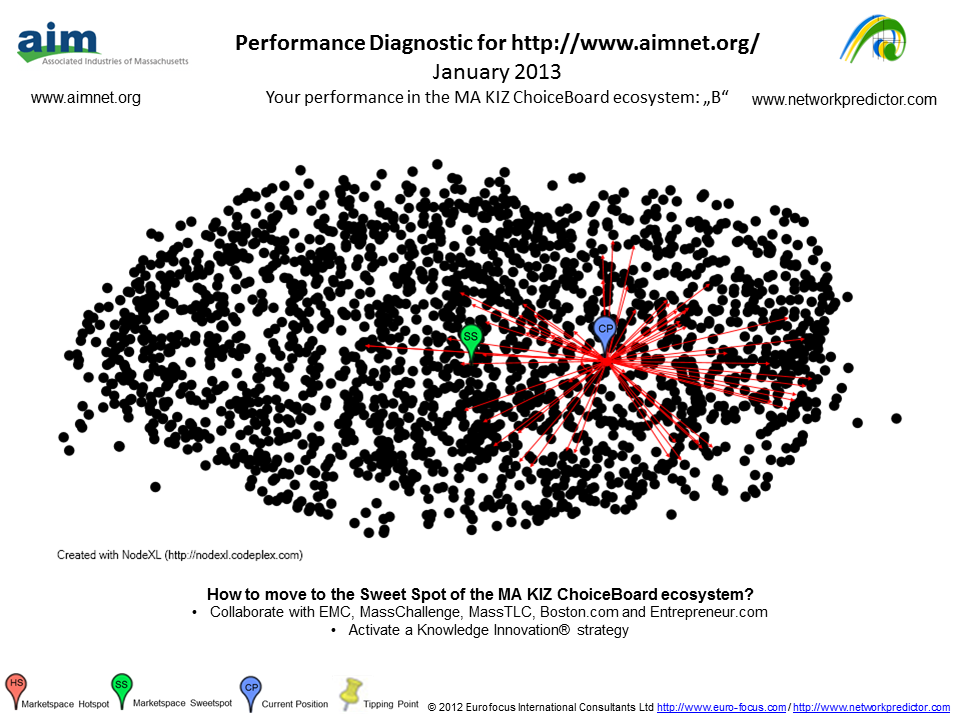 aim
Associated Industries of Massachusetts
www.aimnet.org
Performance Diagnostic for http://www.aimnet.org/
January 2013
Your performance in the MA KIZ ChoiceBoard ecosystem: „B“
www.networkpredictor.com
SS
CP
Created with NodeXL (http://nodexl.codeplex.com)
How to move to the Sweet Spot of the MA KIZ ChoiceBoard ecosystem?
• Collaborate with EMC, MassChallenge, MassTLC, Boston.com and Entrepreneur.com
• Activate a Knowledge Innovation® strategy
HS Marketspace Hotspot
SS Marketspace Sweetspot
CP Current Position
Tipping Point
© 2012 Eurofocus International Consultants Ltd http://www.euro-focus.com / http://www.networkpredictor.com